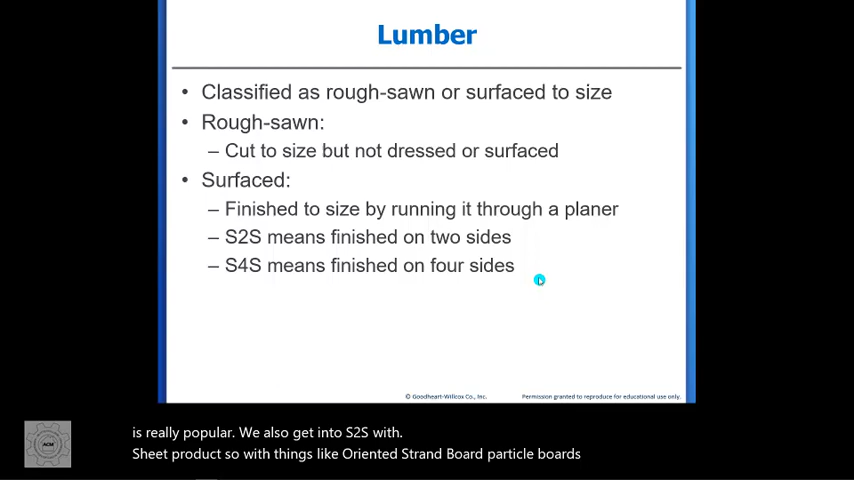 Lumber
• Classified as rough-sawn or surfaced to size
• Rough-sawn:
– Cut to size but not dressed or surfaced
• Surfaced:
– Finished to size by running it through a planer
– S2S means finished on two sides
– S4S means finished on four sides
© Goodheart-Willcox Co., Inc. Permission granted to reproduce for educational use only.
is really popular. We also get into S2S with.
Sheet product so with things like Oriented Strand Board particle boards
ACM